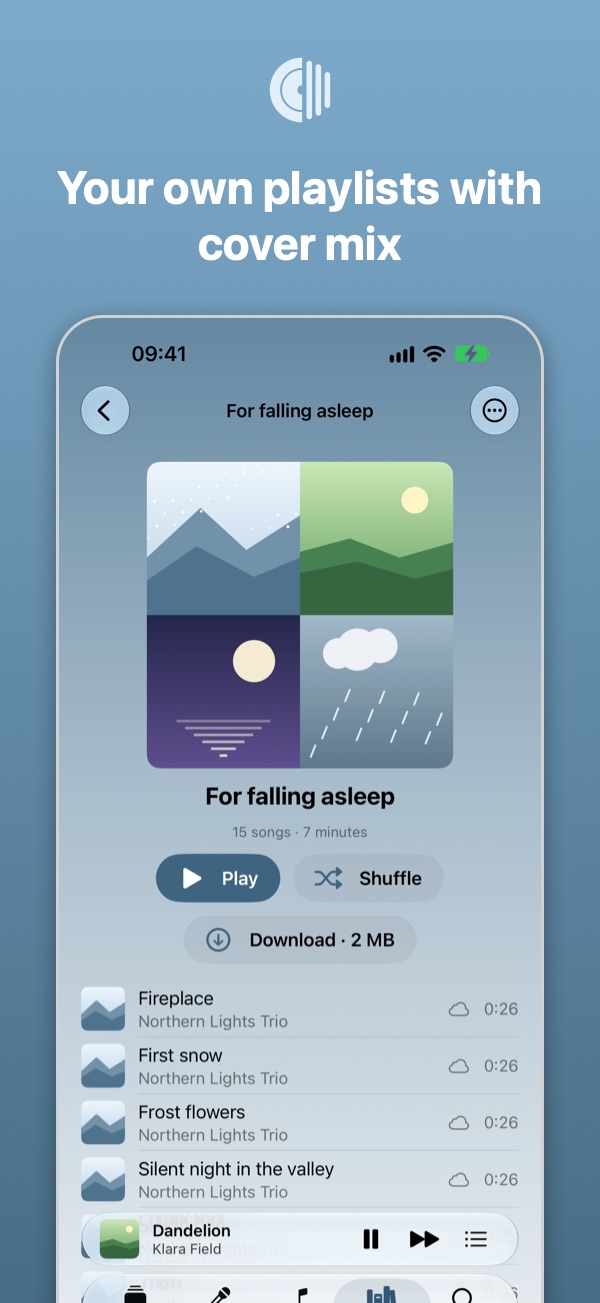 Your own playlists with
cover mix
09:41
For falling asleep
For falling asleep
15 songs · 7 minutes
Play
Shuffle
Download · 2 MB
Fireplace
Northern Lights Trio
0:26
First snow
Northern Lights Trio
0:26
Frost flowers
Northern Lights Trio
0:26
Silent night in the valley
Northern Lights Trio
0:26
Dandelion
Klara Field